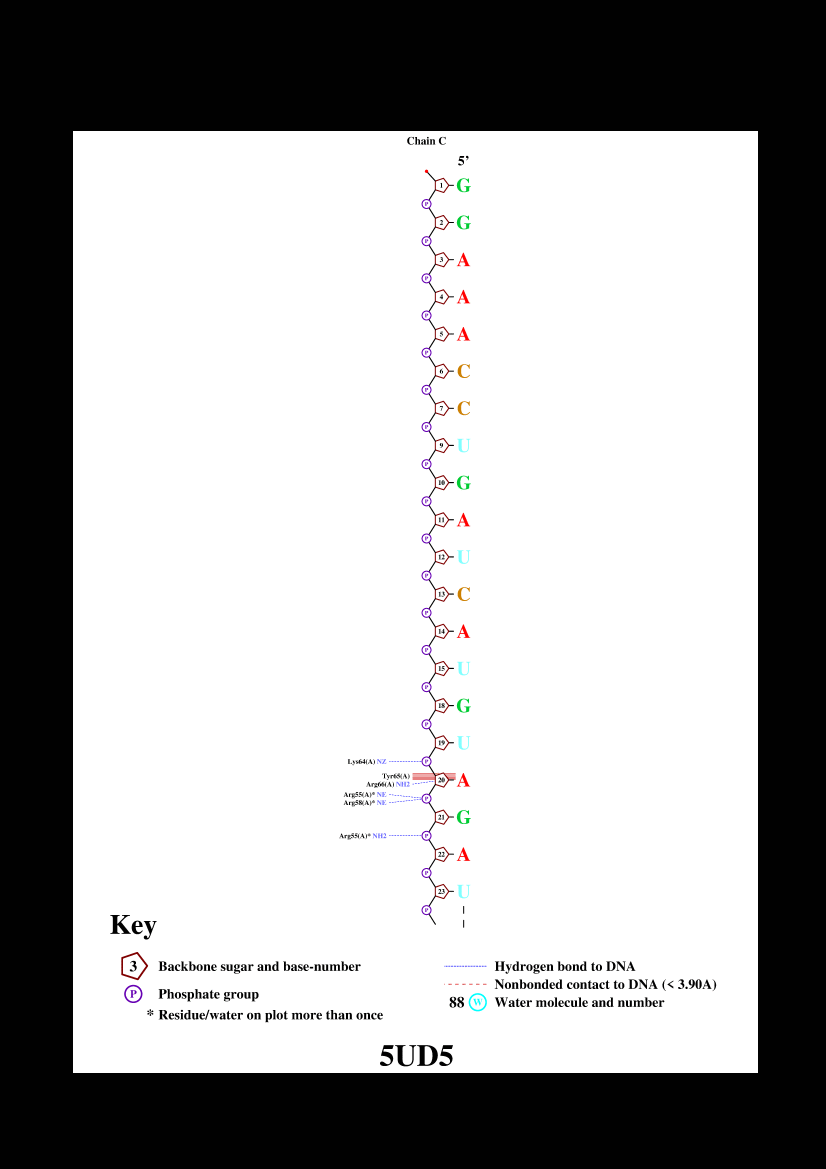 Chain C
5'
1 G
P
2 G
P
3 A
P
4 A
P
5 A
P
6 C
P
7 C
P
9 U
P
10 G
P
11 A
P
12 U
P
13 C
P
14 A
P
15 U
P
18 G
P
19 U
Lys64(A) NZ P
Tyr65(A)
20 A
Arg66(A) NH2
Arg55(A)* NE
P
Arg58(A)* NE
21 G
Arg55(A)* NH2 P
22 A
P
23 U
P
Key
3 Backbone sugar and base-number
P Phosphate group
* Residue/water on plot more than once
Hydrogen bond to DNA
Nonbonded contact to DNA (< 3.90A)
88 W Water molecule and number
5UD5